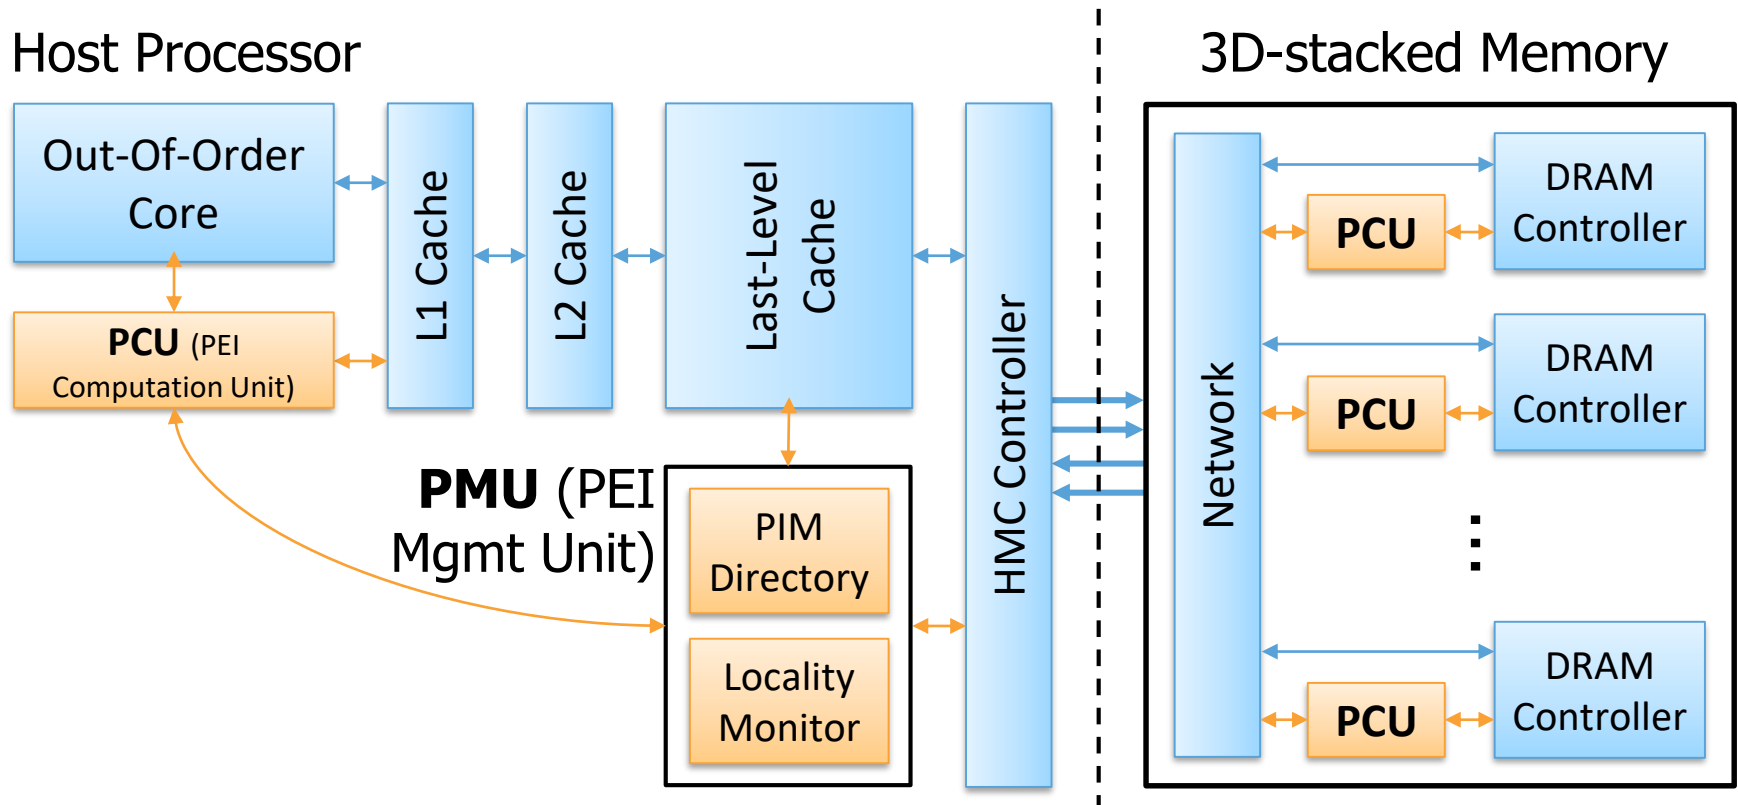 Host Processor
3D-stacked Memory
Out-Of-Order
Core
PCU (PEI
Computation Unit)
L1 Cache
L2 Cache
Last-Level
Cache
PMU (PEI
Mgmt Unit)
PIM
Directory
Locality
Monitor
HMC Controller
Network
PCU
DRAM
Controller
PCU
DRAM
Controller
...
PCU
DRAM
Controller